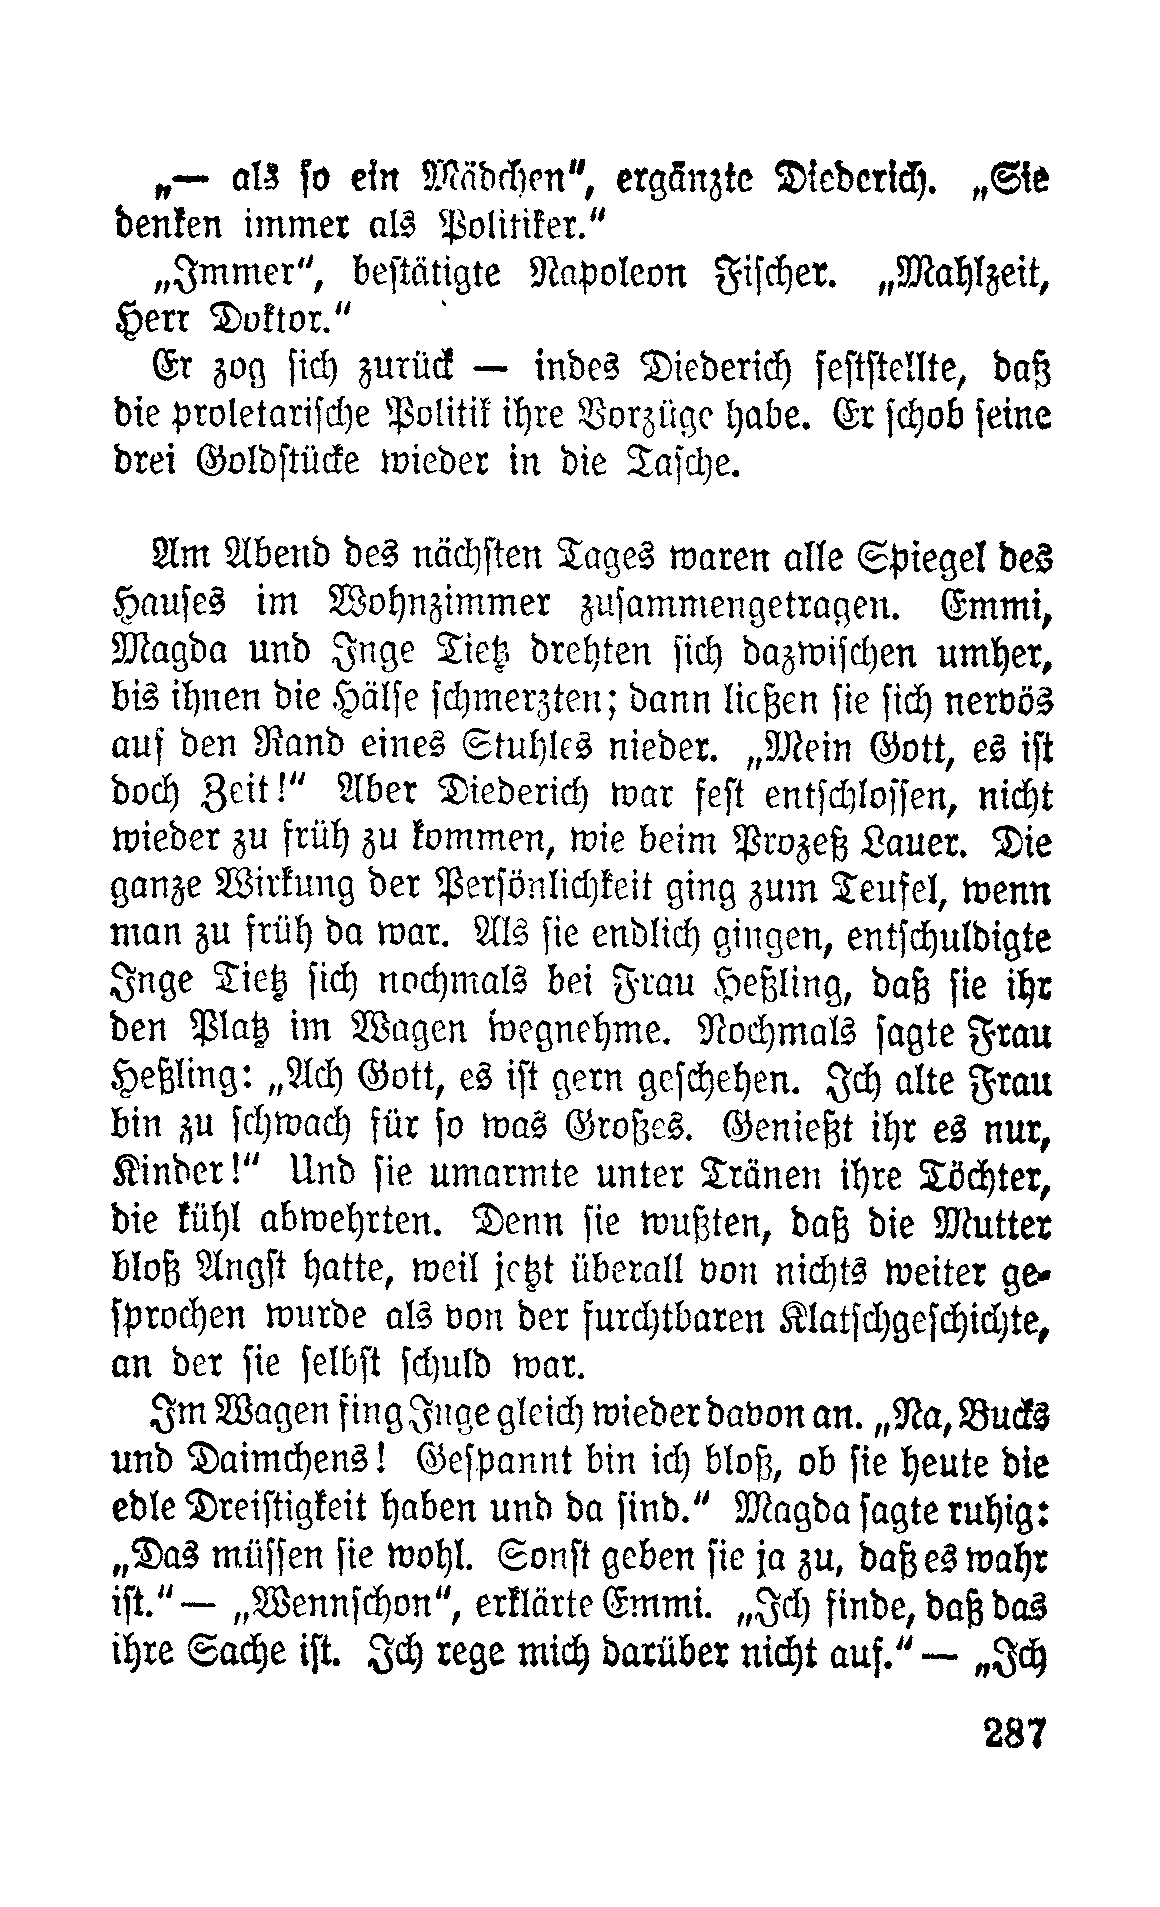 „— als so ein Mädchen“, ergänzte Diederich. „Sie
denken immer als Politiker.“
„Immer“, bestätigte Napoleon Fischer. „Mahlzeit,
Herr Doktor.“
Er zog sich zurück — indes Diederich feststellte, daß
die proletarische Politik ihre Vorzüge habe. Er schob seine
drei Goldstücke wieder in die Tasche.
Am Abend des nächsten Tages waren alle Spiegel des
Hauses im Wohnzimmer zusammengetragen. Emmi,
Magda und Inge Tietz drehten sich dazwischen umher,
bis ihnen die Hälse schmerzten; dann ließen sie sich nervös
auf den Rand eines Stuhles nieder. „Mein Gott, es ist
doch Zeit!“ Aber Diederich war fest entschlossen, nicht
wieder zu früh zu kommen, wie beim Prozeß Lauer. Die
ganze Wirkung der Persönlichkeit ging zum Teufel, wenn
man zu früh da war. Als sie endlich gingen, entschuldigte
Inge Tietz sich nochmals bei Frau Heßling, daß sie ihr
den Platz im Wagen wegnehme. Nochmals sagte Frau
Heßling: „Ach Gott, es ist gern geschehen. Ich alte Frau
bin zu schwach für so was Großes. Genießt ihr es nur,
Kinder!“ Und sie umarmte unter Tränen ihre Töchter,
die kühl abwehrten. Denn sie wußten, daß die Mutter
bloß Angst hatte, weil jetzt überall von nichts weiter ge-
sprochen wurde als von der furchtbaren Klatschgeschichte,
an der sie selbst schuld war.
Im Wagen fing Inge gleich wieder davon an. „Na, Bucks
und Daimchens! Gespannt bin ich bloß, ob sie heute die
edle Dreistigkeit haben und da sind.“ Magda sagte ruhig:
„Das müssen sie wohl. Sonst geben sie ja zu, daß es wahr
ist.“ — „Wennschon“, erklärte Emmi. „Ich finde, daß das
ihre Sache ist. Ich rege mich darüber nicht auf.“ — „Ich
287